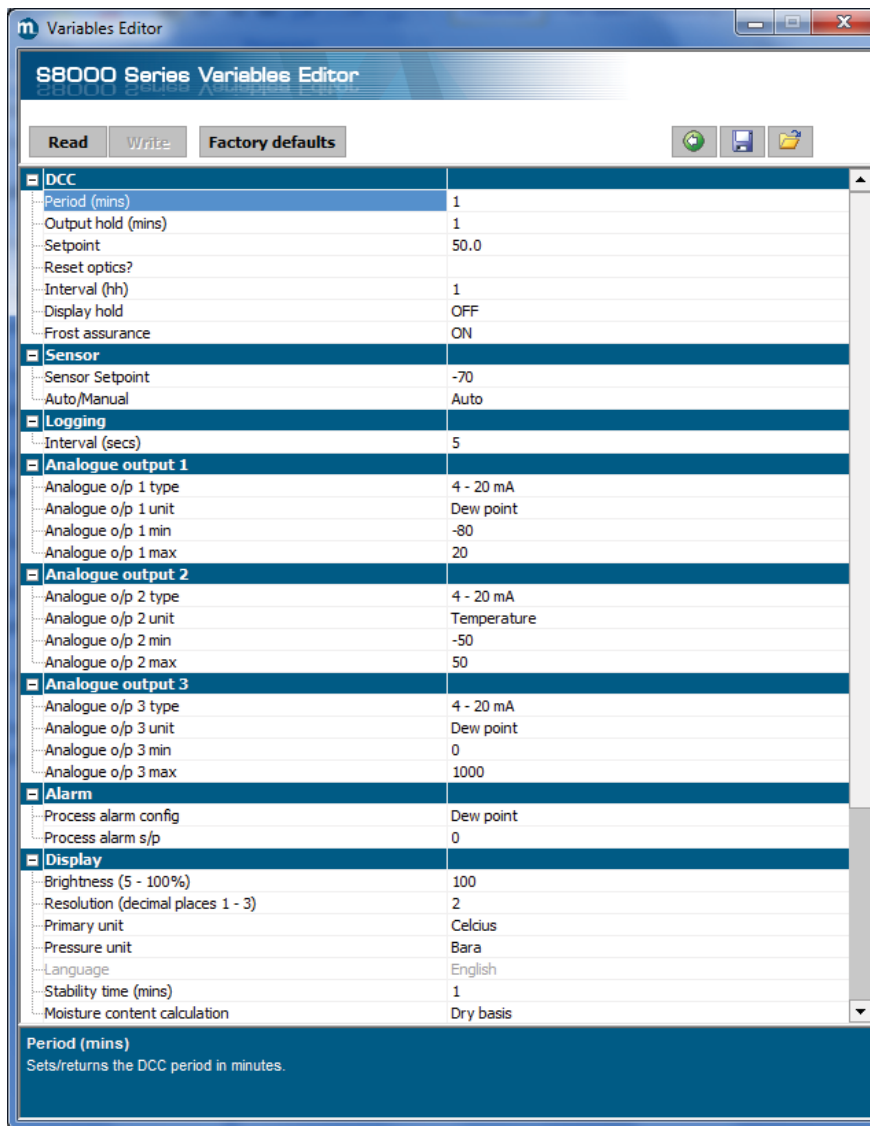 m Variables Editor
S8000 Series Variables Editor
Read Write Factory defaults
DCC
Period (mins) 1
Output hold (mins) 1
Setpoint 50.0
Reset optics?
Interval (hh) 1
Display hold OFF
Frost assurance ON
Sensor
Sensor Setpoint -70
Auto/Manual Auto
Logging
Interval (secs) 5
Analogue output 1
Analogue o/p 1 type 4 - 20 mA
Analogue o/p 1 unit Dew point
Analogue o/p 1 min -80
Analogue o/p 1 max 20
Analogue output 2
Analogue o/p 2 type 4 - 20 mA
Analogue o/p 2 unit Temperature
Analogue o/p 2 min -50
Analogue o/p 2 max 50
Analogue output 3
Analogue o/p 3 type 4 - 20 mA
Analogue o/p 3 unit Dew point
Analogue o/p 3 min 0
Analogue o/p 3 max 1000
Alarm
Process alarm config Dew point
Process alarm s/p 0
Display
Brightness (5 - 100%) 100
Resolution (decimal places 1 - 3) 2
Primary unit Celcius
Pressure unit Bara
Language English
Stability time (mins) 1
Moisture content calculation Dry basis
Period (mins)
Sets/returns the DCC period in minutes.